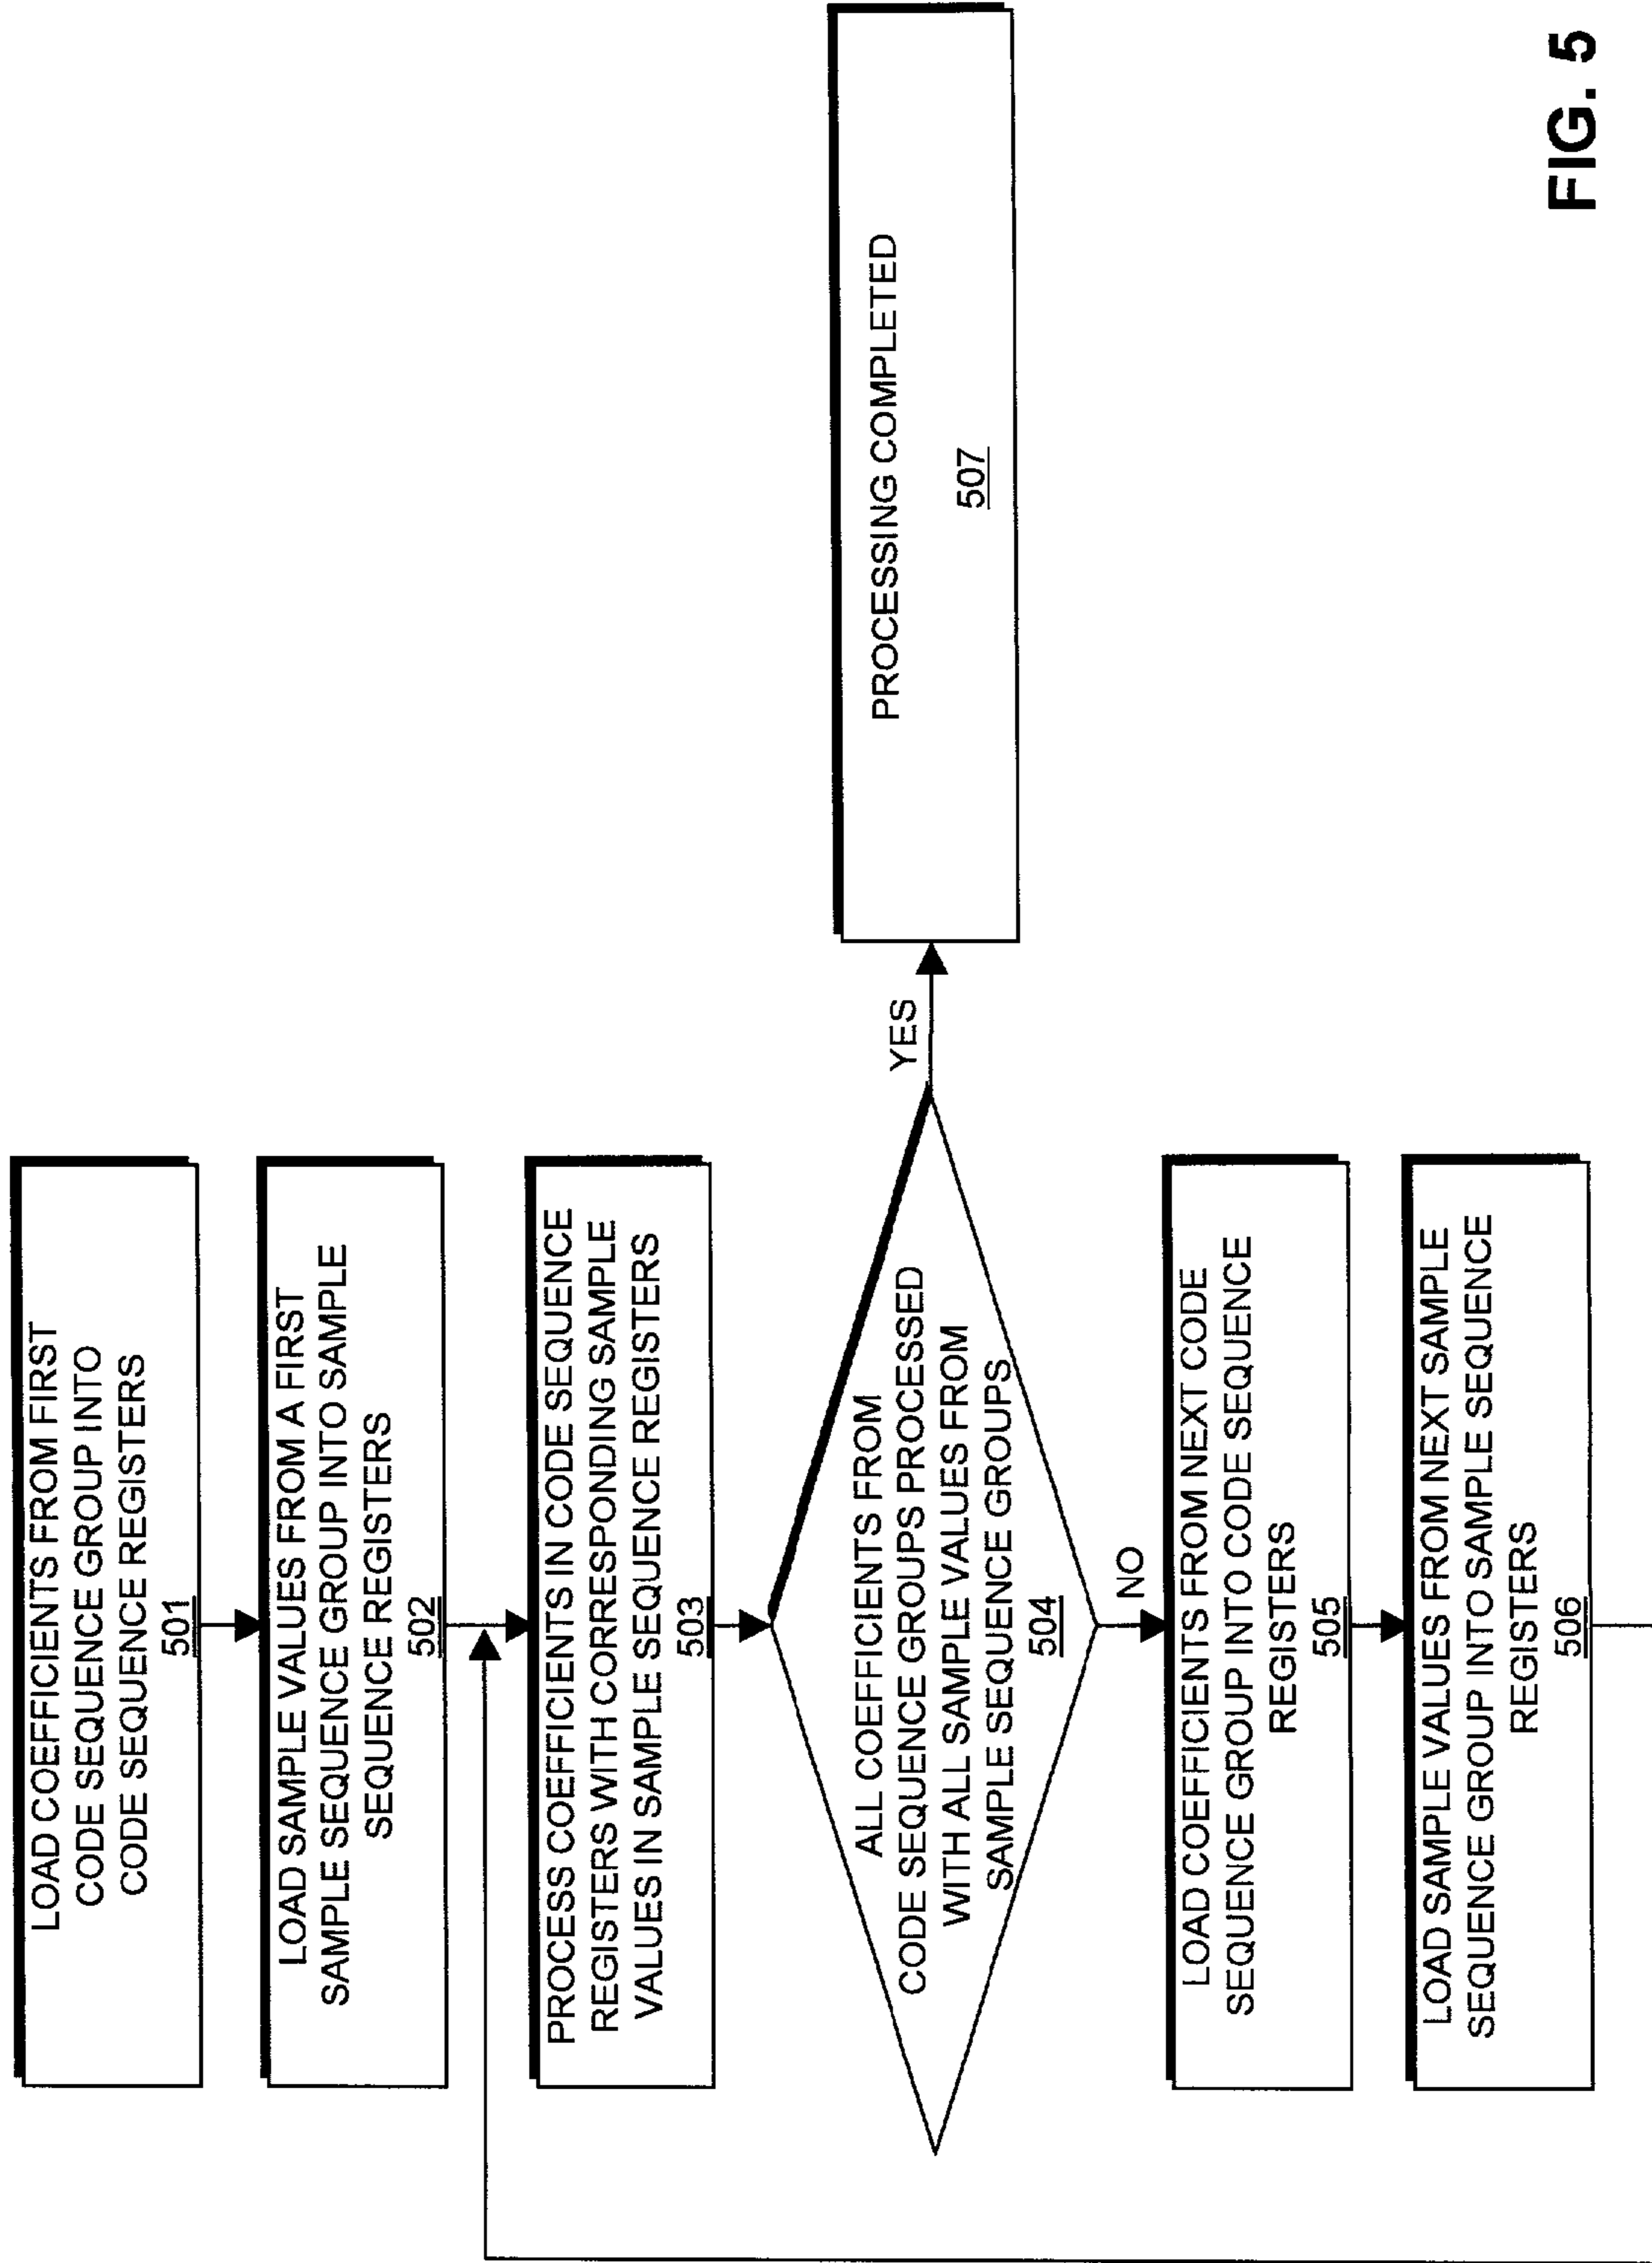 LOAD COEFFICIENTS FROM FIRST
CODE SEQUENCE GROUP INTO
CODE SEQUENCE REGISTERS
501
LOAD SAMPLE VALUES FROM A FIRST
SAMPLE SEQUENCE GROUP INTO SAMPLE
SEQUENCE REGISTERS
502
PROCESS COEFFICIENTS IN CODE SEQUENCE
REGISTERS WITH CORRESPONDING SAMPLE
VALUES IN SAMPLE SEQUENCE REGISTERS
503
ALL COEFFICIENTS FROM
CODE SEQUENCE GROUPS PROCESSED
WITH ALL SAMPLE VALUES FROM
SAMPLE SEQUENCE GROUPS
504
YES
PROCESSING COMPLETED
507
NO
LOAD COEFFICIENTS FROM NEXT CODE
SEQUENCE GROUP INTO CODE SEQUENCE
REGISTERS
505
LOAD SAMPLE VALUES FROM NEXT SAMPLE
SEQUENCE GROUP INTO SAMPLE SEQUENCE
REGISTERS
506
FIG. 5